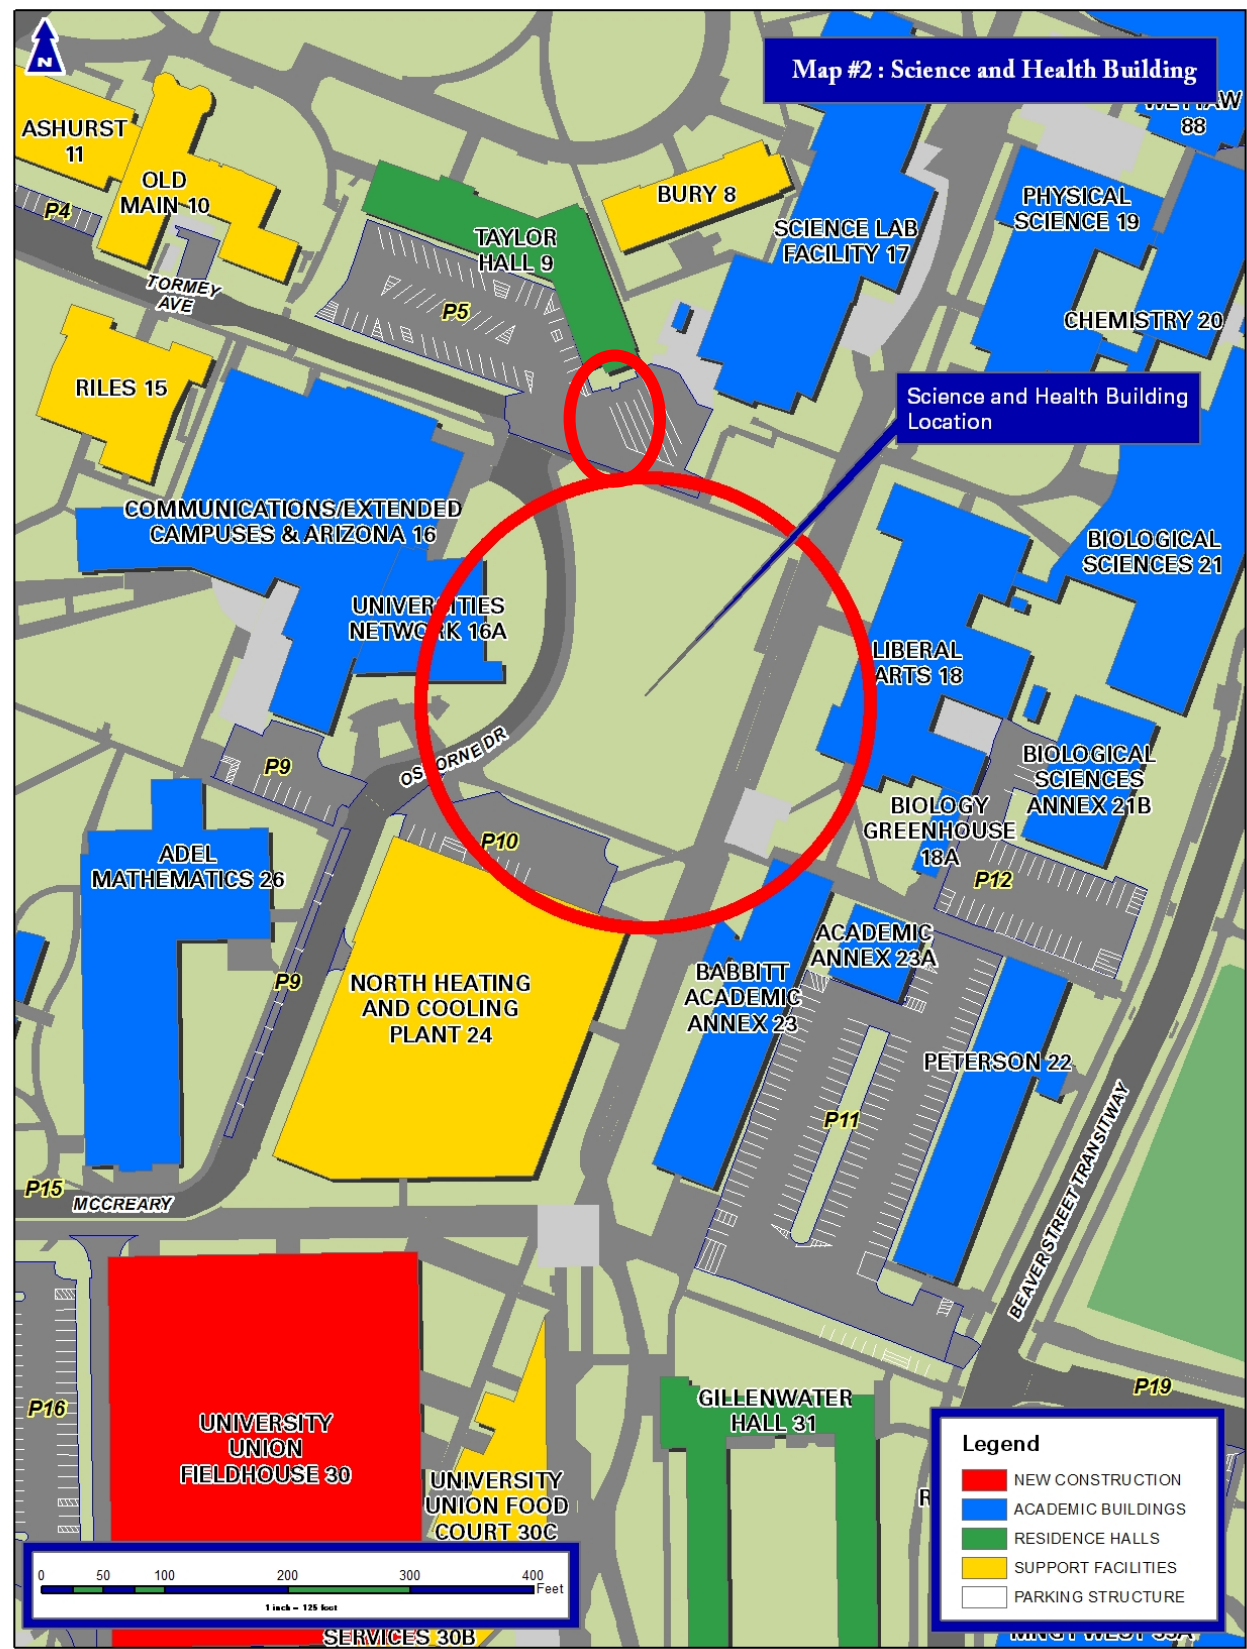 N
Map #2 : Science and Health Building
WETTAW
88
ASHURST
11
OLD
MAIN 10
P4
BURY 8
PHYSICAL
SCIENCE 19
SCIENCE LAB
FACILITY 17
TAYLOR
HALL 9
TORMEY
AVE
P5
CHEMISTRY 20
RILES 15
Science and Health Building
Location
COMMUNICATIONS/EXTENDED
CAMPUSES & ARIZONA 16
BIOLOGICAL
SCIENCES 21
UNIVERSITIES
NETWORK 16A
LIBERAL
ARTS 18
OSBORNE DR
P9
BIOLOGICAL
SCIENCES
ANNEX 21B
BIOLOGY
GREENHOUSE
18A
P10
ADEL
MATHEMATICS 26
P12
ACADEMIC
ANNEX 23A
P9
NORTH HEATING
AND COOLING
PLANT 24
BABBITT
ACADEMIC
ANNEX 23
PETERSON 22
P11
BEAVER STREET TRANSITWAY
P15
MCCREARY
P19
P16
GILLENWATER
HALL 31
UNIVERSITY
UNION
FIELDHOUSE 30
UNIVERSITY
UNION FOOD
COURT 30C
R
Legend
NEW CONSTRUCTION
ACADEMIC BUILDINGS
RESIDENCE HALLS
SUPPORT FACILITIES
PARKING STRUCTURE
0 50 100 200 300 400
Feet
1 inch = 125 feet
SERVICES 30B